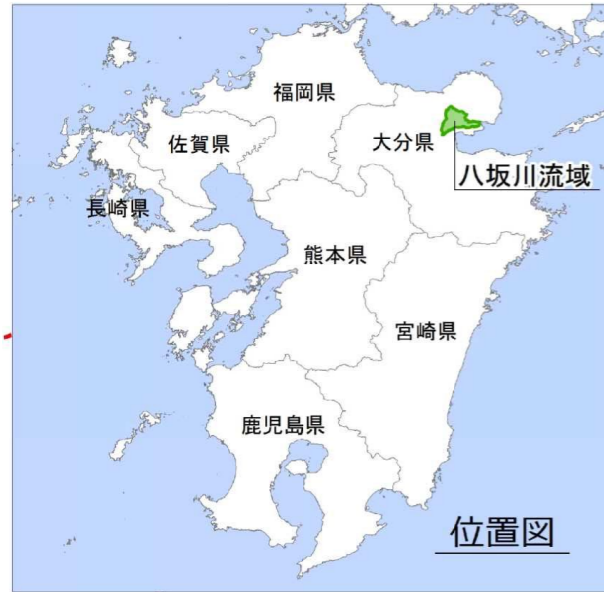 福岡県
佐賀県
大分県
八坂川流域
長崎県
熊本県
宮崎県
鹿児島県
位置図